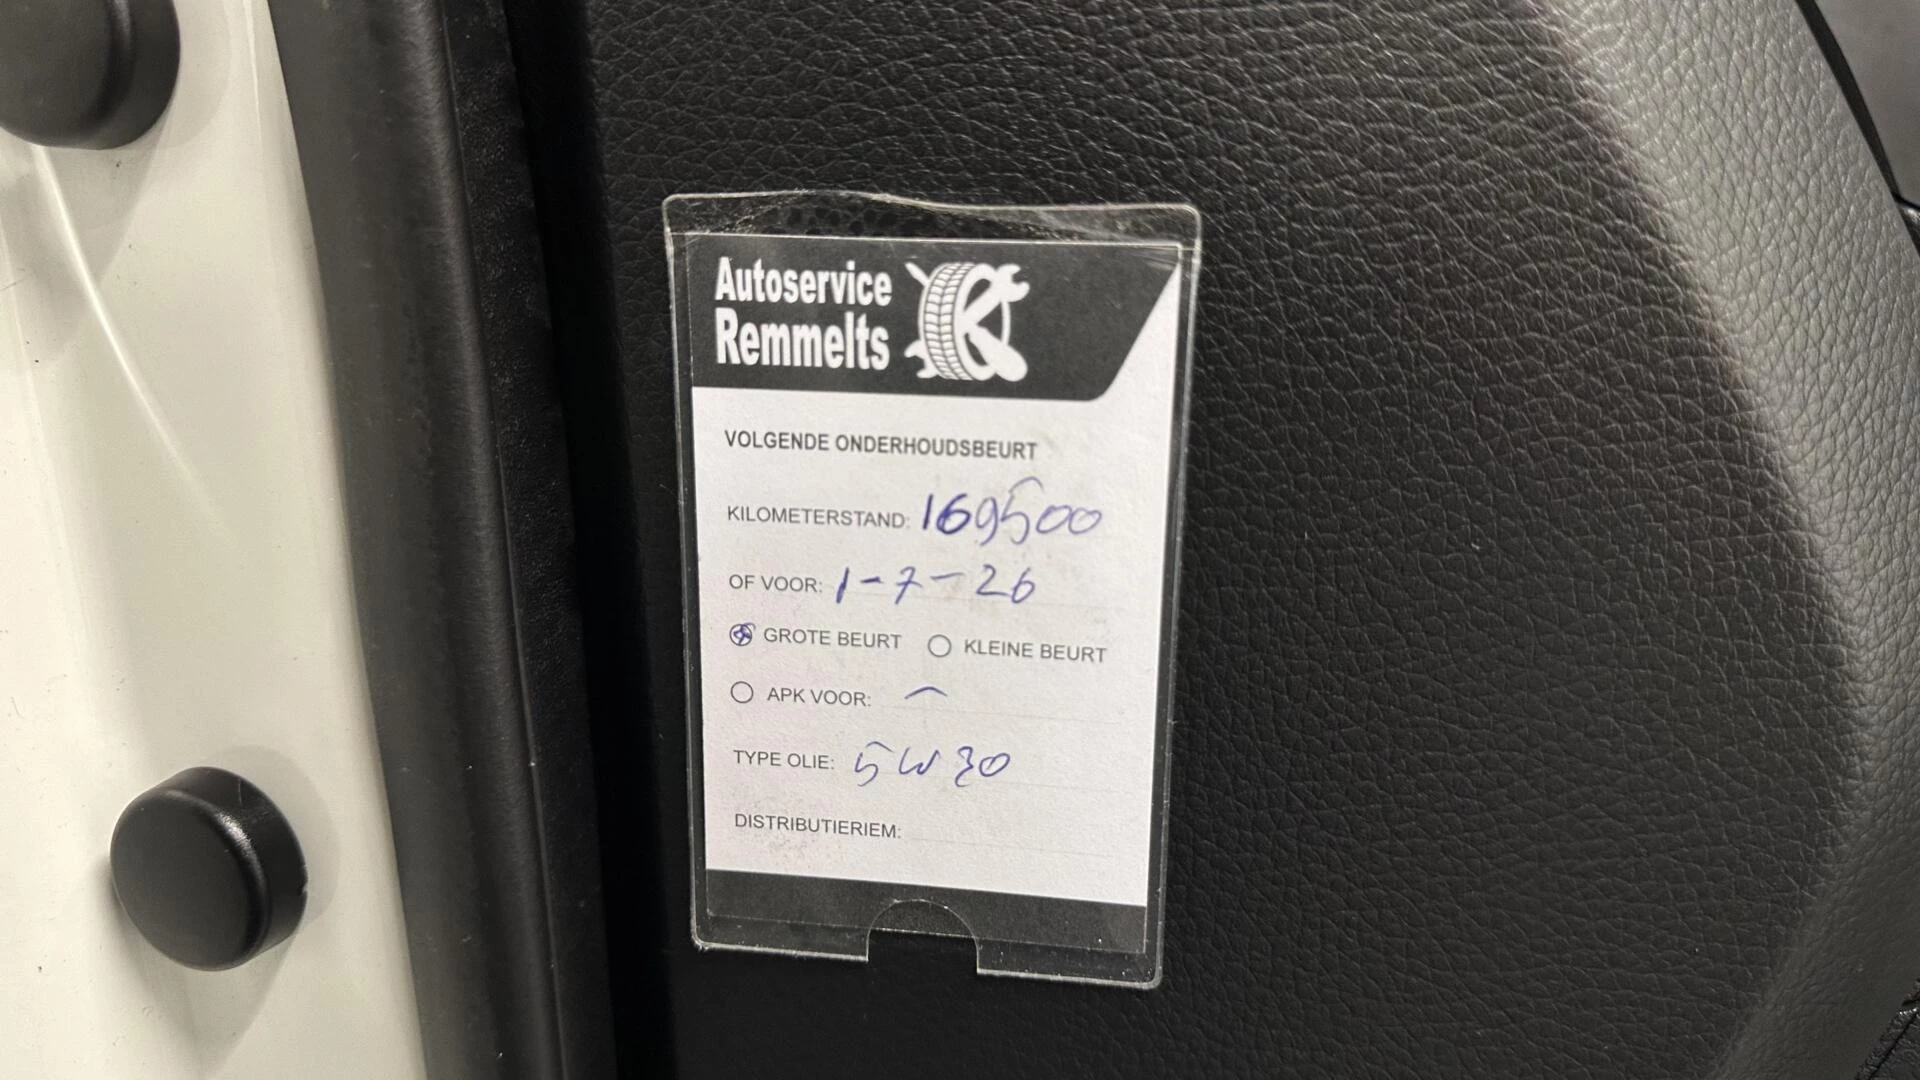 Autoservice
Remmelts
VOLGENDE ONDERHOUDSBEURT
KILOMETERSTAND: 169500
OF VOOR: 1-7-26
GROTE BEURT KLEINE BEURT
APK VOOR: —
TYPE OLIE: 5W30
DISTRIBUTIERIEM: